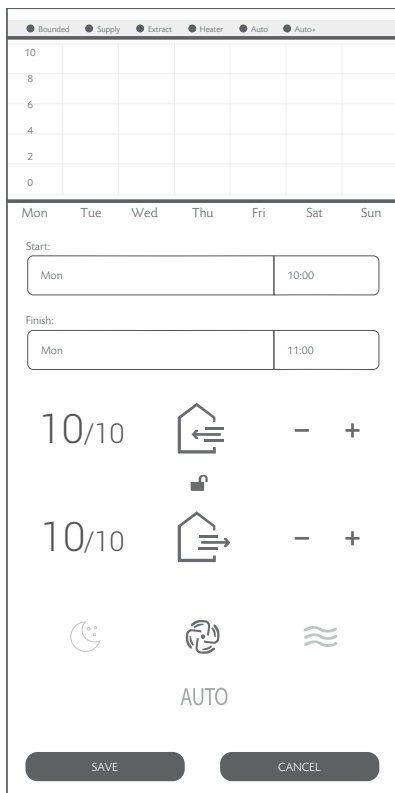 Bounded Supply Extract Heater Auto Auto+
10
8
6
4
2
0
Mon Tue Wed Thu Fri Sat Sun
Start:
Mon 10:00
Finish:
Mon 11:00
10/10 − +
10/10 − +
AUTO
SAVE CANCEL